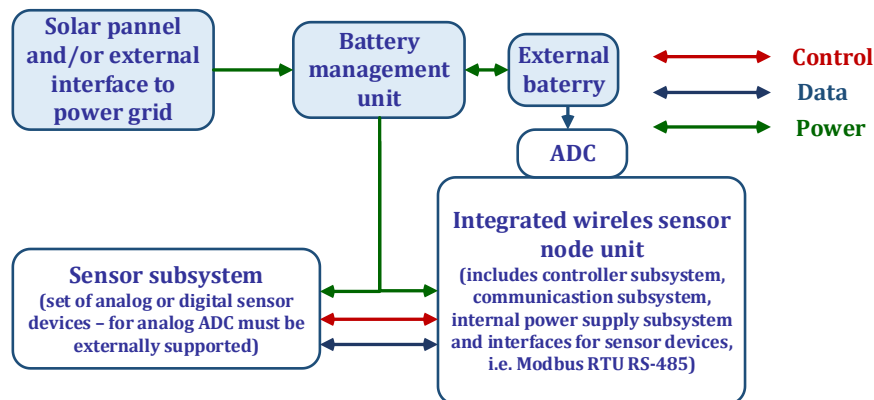 Solar pannel
and/or external
interface to
power grid
Battery
management
unit
External
baterry
Control
Data
Power
ADC
Integrated wireles sensor
node unit
(includes controller subsystem,
communicastion subsystem,
internal power supply subsystem
and interfaces for sensor devices,
i.e. Modbus RTU RS-485)
Sensor subsystem
(set of analog or digital sensor
devices – for analog ADC must be
externally supported)